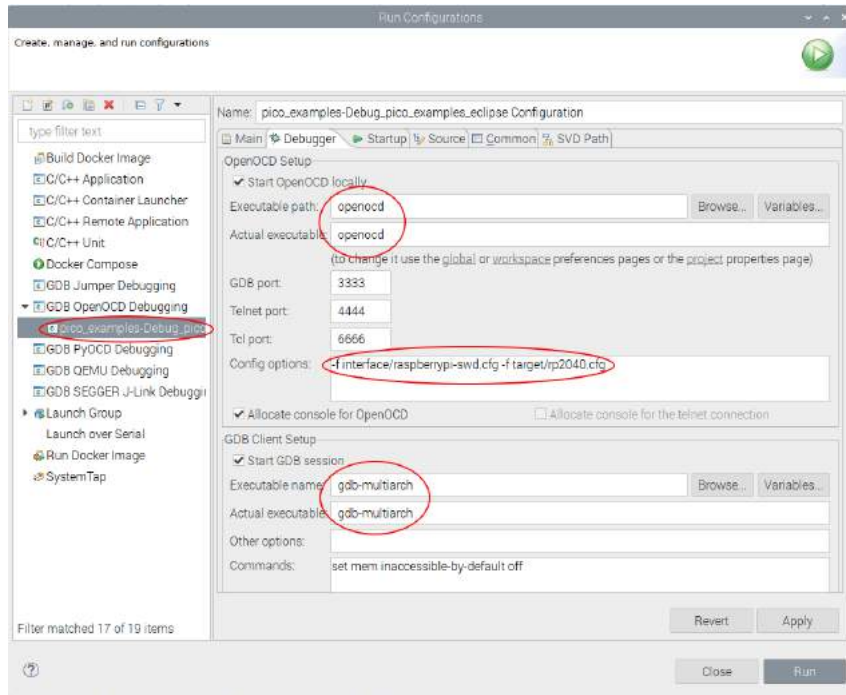 Run Configurations
Create, manage, and run configurations
type filter text
Build Docker Image
C/C++ Application
C/C++ Container Launcher
C/C++ Remote Application
C/C++ Unit
Docker Compose
GDB Jumper Debugging
GDB OpenOCD Debugging
pico_examples-Debug_pico
GDB PyOCD Debugging
GDB QEMU Debugging
GDB SEGGER J-Link Debuggin
Launch Group
Launch over Serial
Run Docker Image
SystemTap
Filter matched 17 of 19 items
Name: pico_examples-Debug_pico_examples_eclipse Configuration
Main Debugger Startup Source Common SVD Path
OpenOCD Setup
Start OpenOCD locally
Executable path: openocd Browse... Variables...
Actual executable: openocd
(to change it use the global or workspace preferences pages or the project properties page)
GDB port: 3333
Telnet port: 4444
Tcl port: 6666
Config options: -f interface/raspberrypi-swd.cfg -f target/rp2040.cfg
Allocate console for OpenOCD Allocate console for the telnet connection
GDB Client Setup
Start GDB session
Executable name: gdb-multiarch Browse... Variables...
Actual executable: gdb-multiarch
Other options:
Commands: set mem inaccessible-by-default off
Revert Apply
Close Run